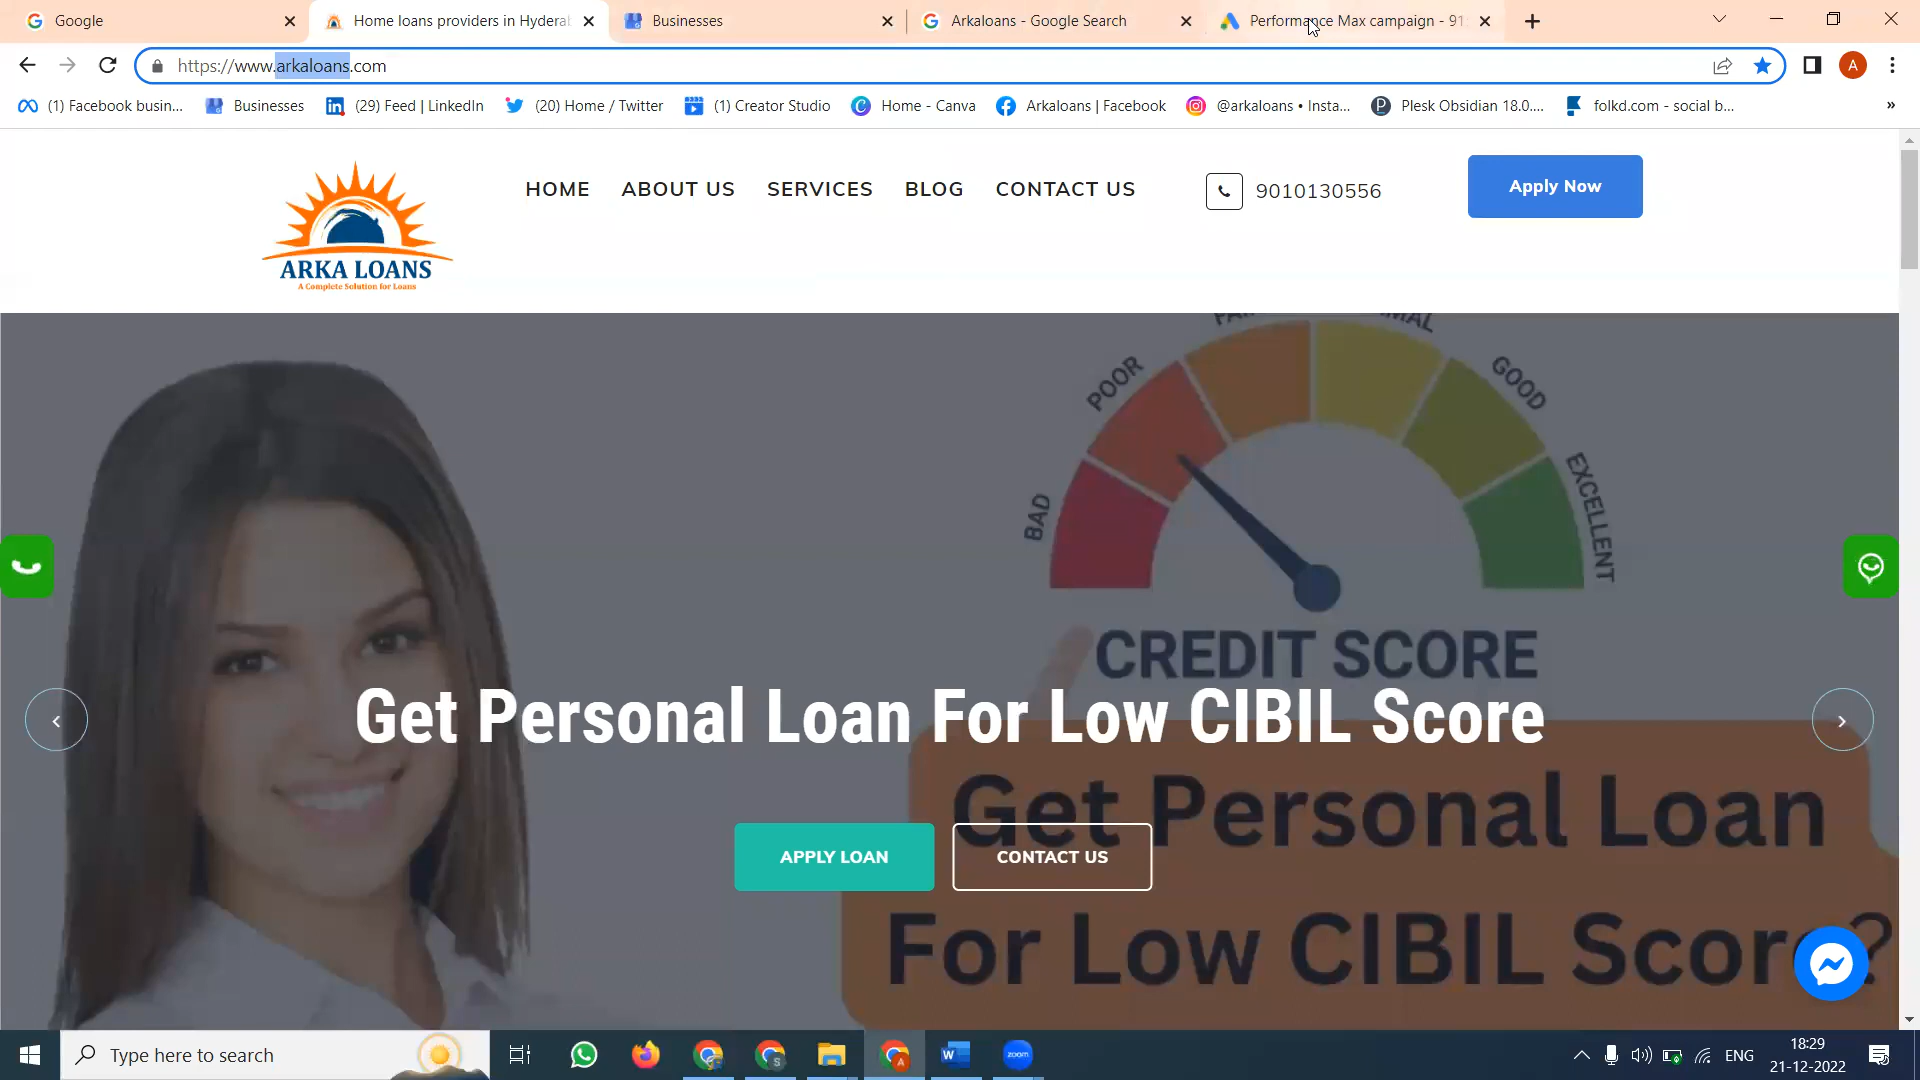 Google
Home loans providers in Hyderab
Businesses
Arkaloans - Google Search
Performance Max campaign - 91
https://www.arkaloans.com
A
(1) Facebook busin...
Businesses
(29) Feed | LinkedIn
(20) Home / Twitter
(1) Creator Studio
Home - Canva
Arkaloans | Facebook
@arkaloans • Insta...
Plesk Obsidian 18.0....
folkd.com - social b...
»
ARKA LOANS
A Complete Solution for Loans
HOME
ABOUT US
SERVICES
BLOG
CONTACT US
9010130556
Apply Now
BAD
POOR
GOOD
EXCELLENT
CREDIT SCORE
Get Personal Loan For Low CIBIL Score
Get Personal Loan
For Low CIBIL Score?
APPLY LOAN
CONTACT US
Type here to search
S
A
W
zoom
ENG
18:29
21-12-2022